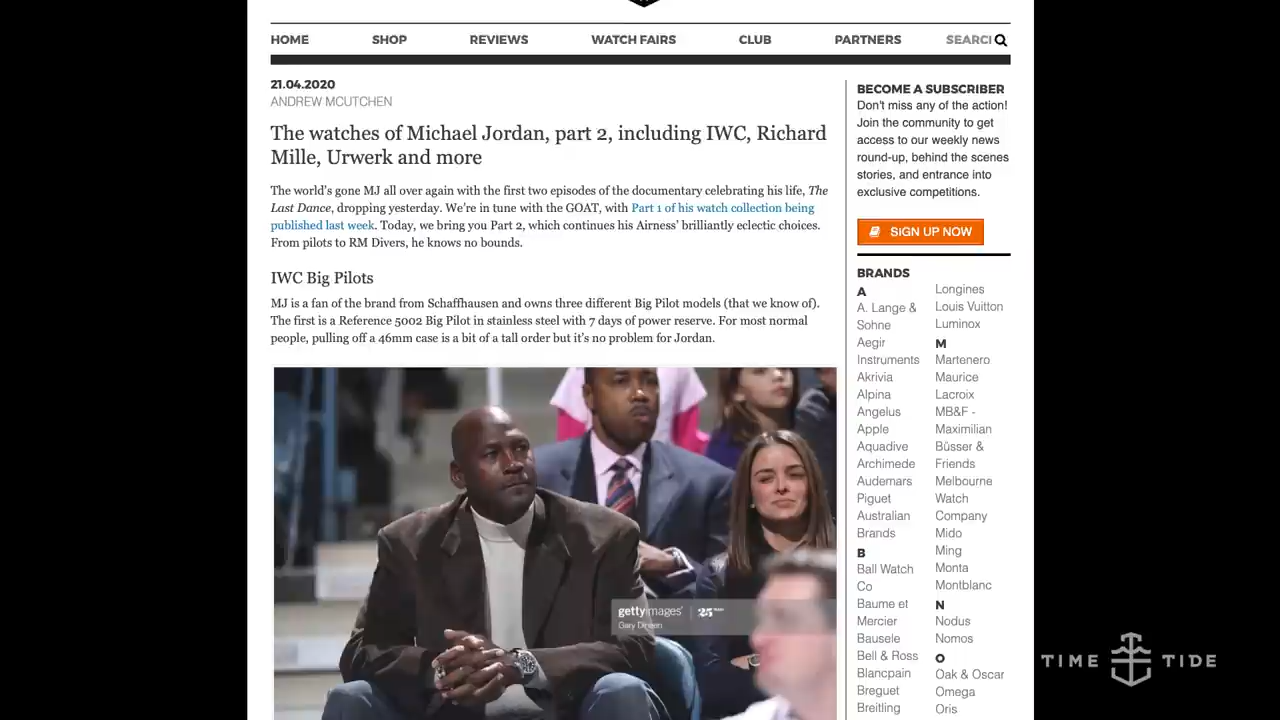 HOME SHOP REVIEWS WATCH FAIRS CLUB PARTNERS SEARCI
21.04.2020
ANDREW MCUTCHEN
The watches of Michael Jordan, part 2, including IWC, Richard
Mille, Urwerk and more
The world's gone MJ all over again with the first two episodes of the documentary celebrating his life, The
Last Dance, dropping yesterday. We're in tune with the GOAT, with Part 1 of his watch collection being
published last week. Today, we bring you Part 2, which continues his Airness' brilliantly eclectic choices.
From pilots to RM Divers, he knows no bounds.
IWC Big Pilots
MJ is a fan of the brand from Schaffhausen and owns three different Big Pilot models (that we know of).
The first is a Reference 5002 Big Pilot in stainless steel with 7 days of power reserve. For most normal
people, pulling off a 46mm case is a bit of a tall order but it's no problem for Jordan.
gettyimages®
25
Gary Dineen
BECOME A SUBSCRIBER
Don't miss any of the action!
Join the community to get
access to our weekly news
round-up, behind the scenes
stories, and entrance into
exclusive competitions.
SIGN UP NOW
BRANDS
A
A. Lange &
Sohne
Aegir
Instruments
Akrivia
Alpina
Angelus
Apple
Aquadive
Archimede
Audemars
Piguet
Australian
Brands
B
Ball Watch
Co
Baume et
Mercier
Bausele
Bell & Ross
Blancpain
Breguet
Breitling
Longines
Louis Vuitton
Luminox
M
Martenero
Maurice
Lacroix
MB&F -
Maximilian
Büsser &
Friends
Melbourne
Watch
Company
Mido
Ming
Monta
Montblanc
N
Nodus
Nomos
O
Oak & Oscar
Omega
Oris
TIME TIDE